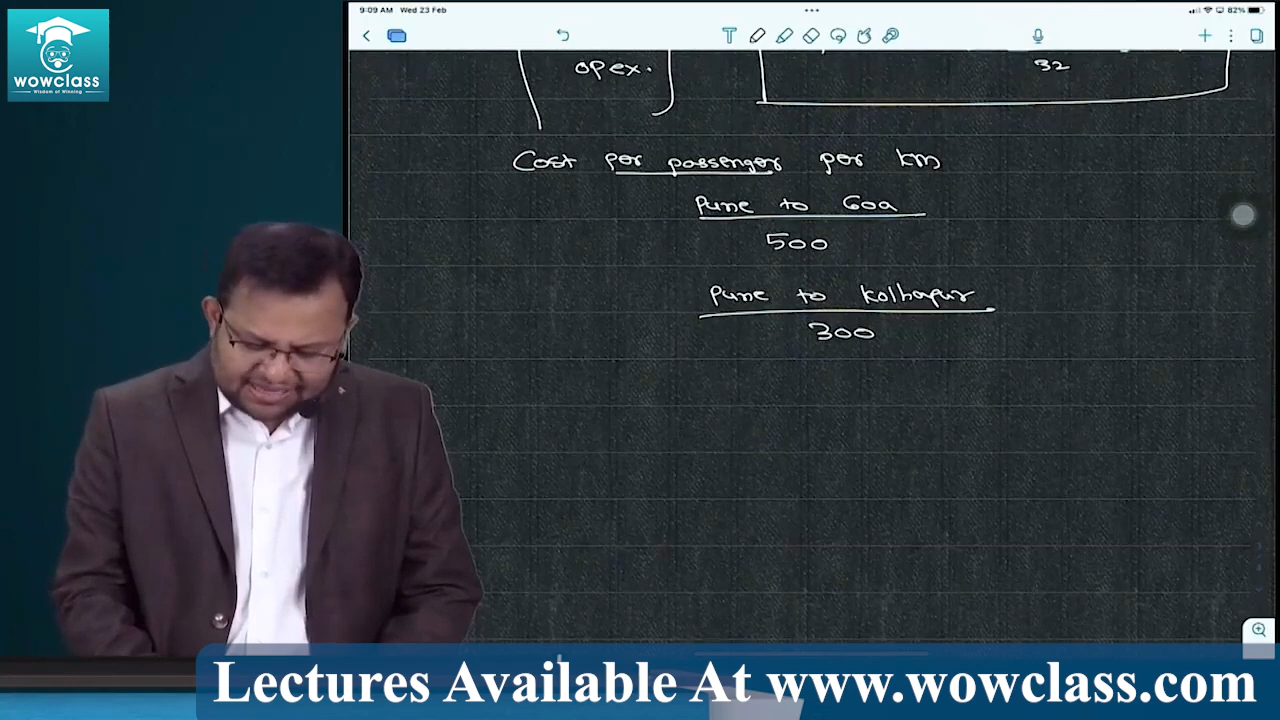 9:09 AM Wed 23 Feb
82%
wowclass
Wisdom of Winning
T
opex.
32
Cost per passenger per km
Pune to Goa
500
Pune to Kolhapur
300
Lectures Available At www.wowclass.com